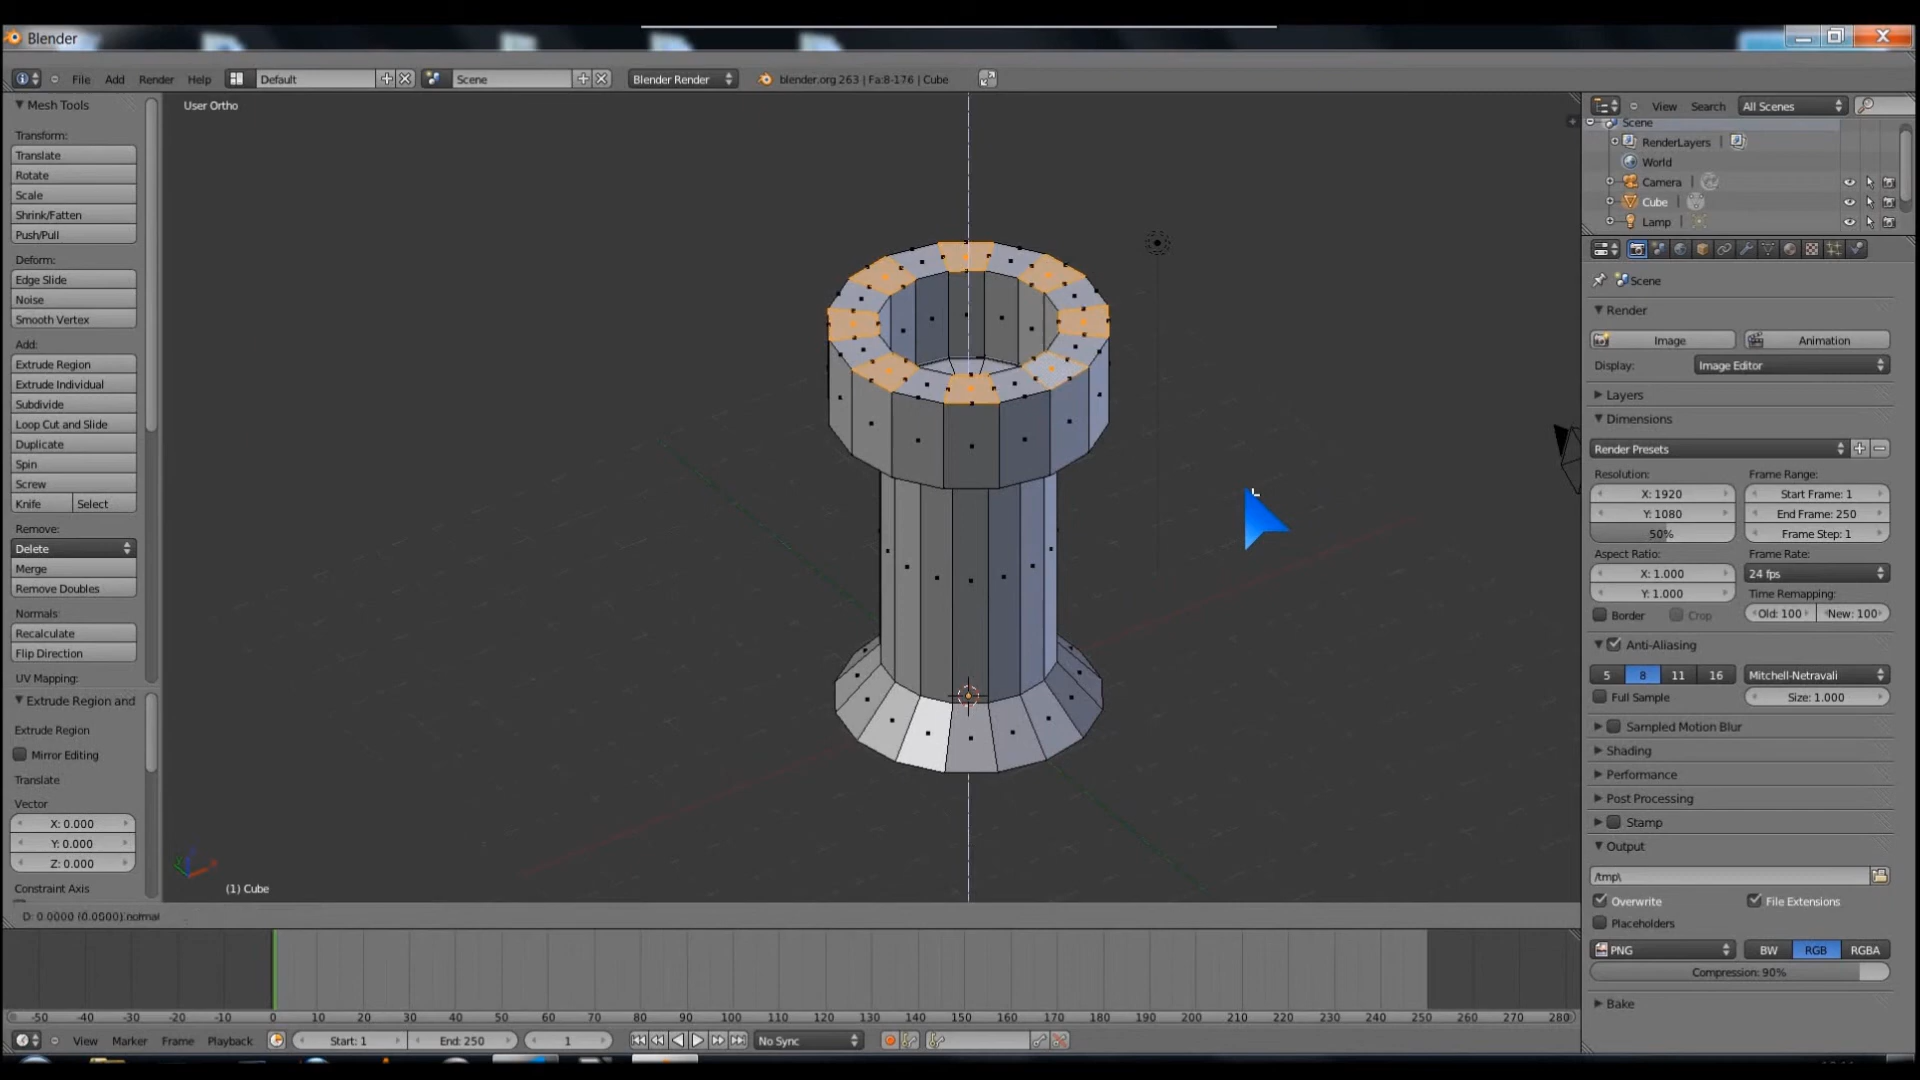 Blender
File Add Render Help Default Scene Blender Render blender.org 263 | Fa:8-176 | Cube
Mesh Tools
Transform:
Translate
Rotate
Scale
Shrink/Fatten
Push/Pull
Deform:
Edge Slide
Noise
Smooth Vertex
Add:
Extrude Region
Extrude Individual
Subdivide
Loop Cut and Slide
Duplicate
Spin
Screw
Knife Select
Remove:
Delete
Merge
Remove Doubles
Normals:
Recalculate
Flip Direction
UV Mapping:
Extrude Region and
Extrude Region
Mirror Editing
Translate
Vector
X: 0.000
Y: 0.000
Z: 0.000
Constraint Axis
User Ortho
(1) Cube
D: 0.0000 (0.0500) normal
-50 -40 -30 -20 -10 0 10 20 30 40 50 60 70 80 90 100 110 120 130 140 150 160 170 180 190 200 210 220 230 240 250 260 270 280
View Marker Frame Playback Start: 1 End: 250 1 No Sync
View Search All Scenes
Scene
RenderLayers
World
Camera
Cube
Lamp
Scene
Render
Image Animation
Display: Image Editor
Layers
Dimensions
Render Presets
Resolution: Frame Range:
X: 1920 Start Frame: 1
Y: 1080 End Frame: 250
50% Frame Step: 1
Aspect Ratio: Frame Rate:
X: 1.000 24 fps
Y: 1.000 Time Remapping:
Border Crop Old: 100 New: 100
Anti-Aliasing
5 8 11 16 Mitchell-Netravali
Full Sample Size: 1.000
Sampled Motion Blur
Shading
Performance
Post Processing
Stamp
Output
/tmp\
Overwrite File Extensions
Placeholders
PNG BW RGB RGBA
Compression: 90%
Bake